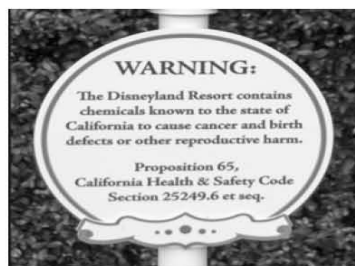 WARNING:
The Disneyland Resort contains
chemicals known to the state of
California to cause cancer and birth
defects or other reproductive harm.
Proposition 65,
California Health & Safety Code
Section 25249.6 et seq.